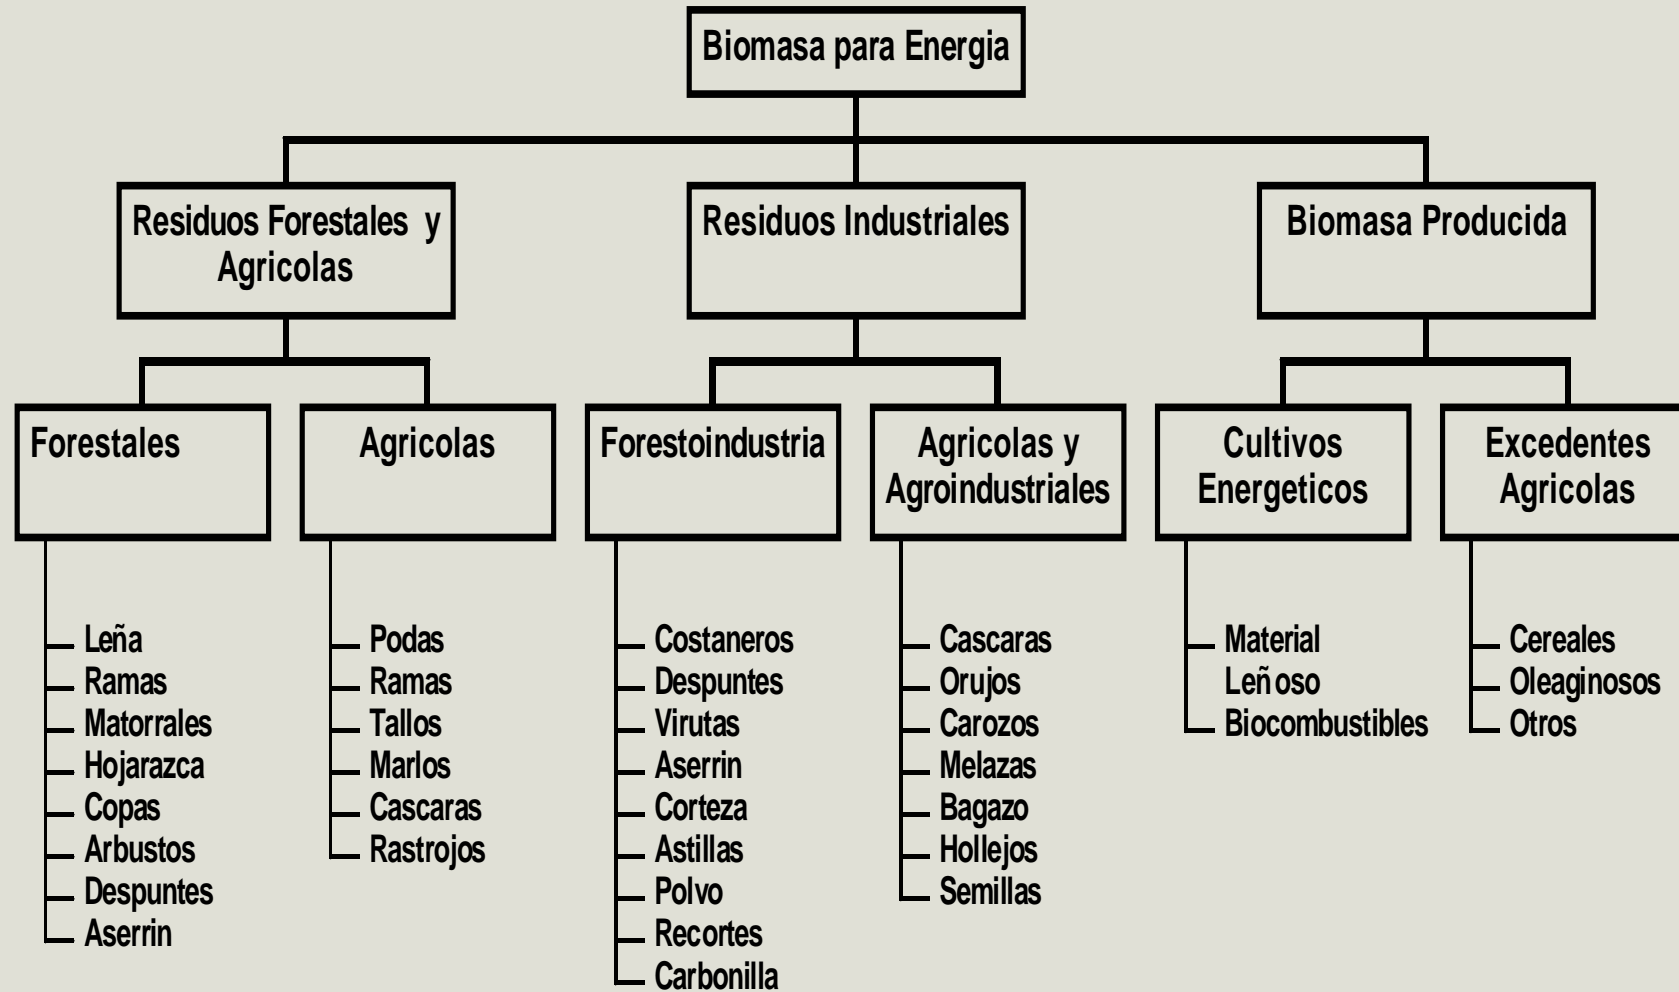 Biomasa para Energia
Residuos Forestales y
Agricolas
Residuos Industriales
Biomasa Producida
Forestales
Agricolas
Forestoindustria
Agricolas y
Agroindustriales
Cultivos
Energeticos
Excedentes
Agricolas
Leña
Ramas
Matorrales
Hojarazca
Copas
Arbustos
Despuntes
Aserrin
Podas
Ramas
Tallos
Marlos
Cascaras
Rastrojos
Costaneros
Despuntes
Virutas
Aserrin
Corteza
Astillas
Polvo
Recortes
Carbonilla
Cascaras
Orujos
Carozos
Melazas
Bagazo
Hollejos
Semillas
Material
Leñoso
Biocombustibles
Cereales
Oleaginosos
Otros